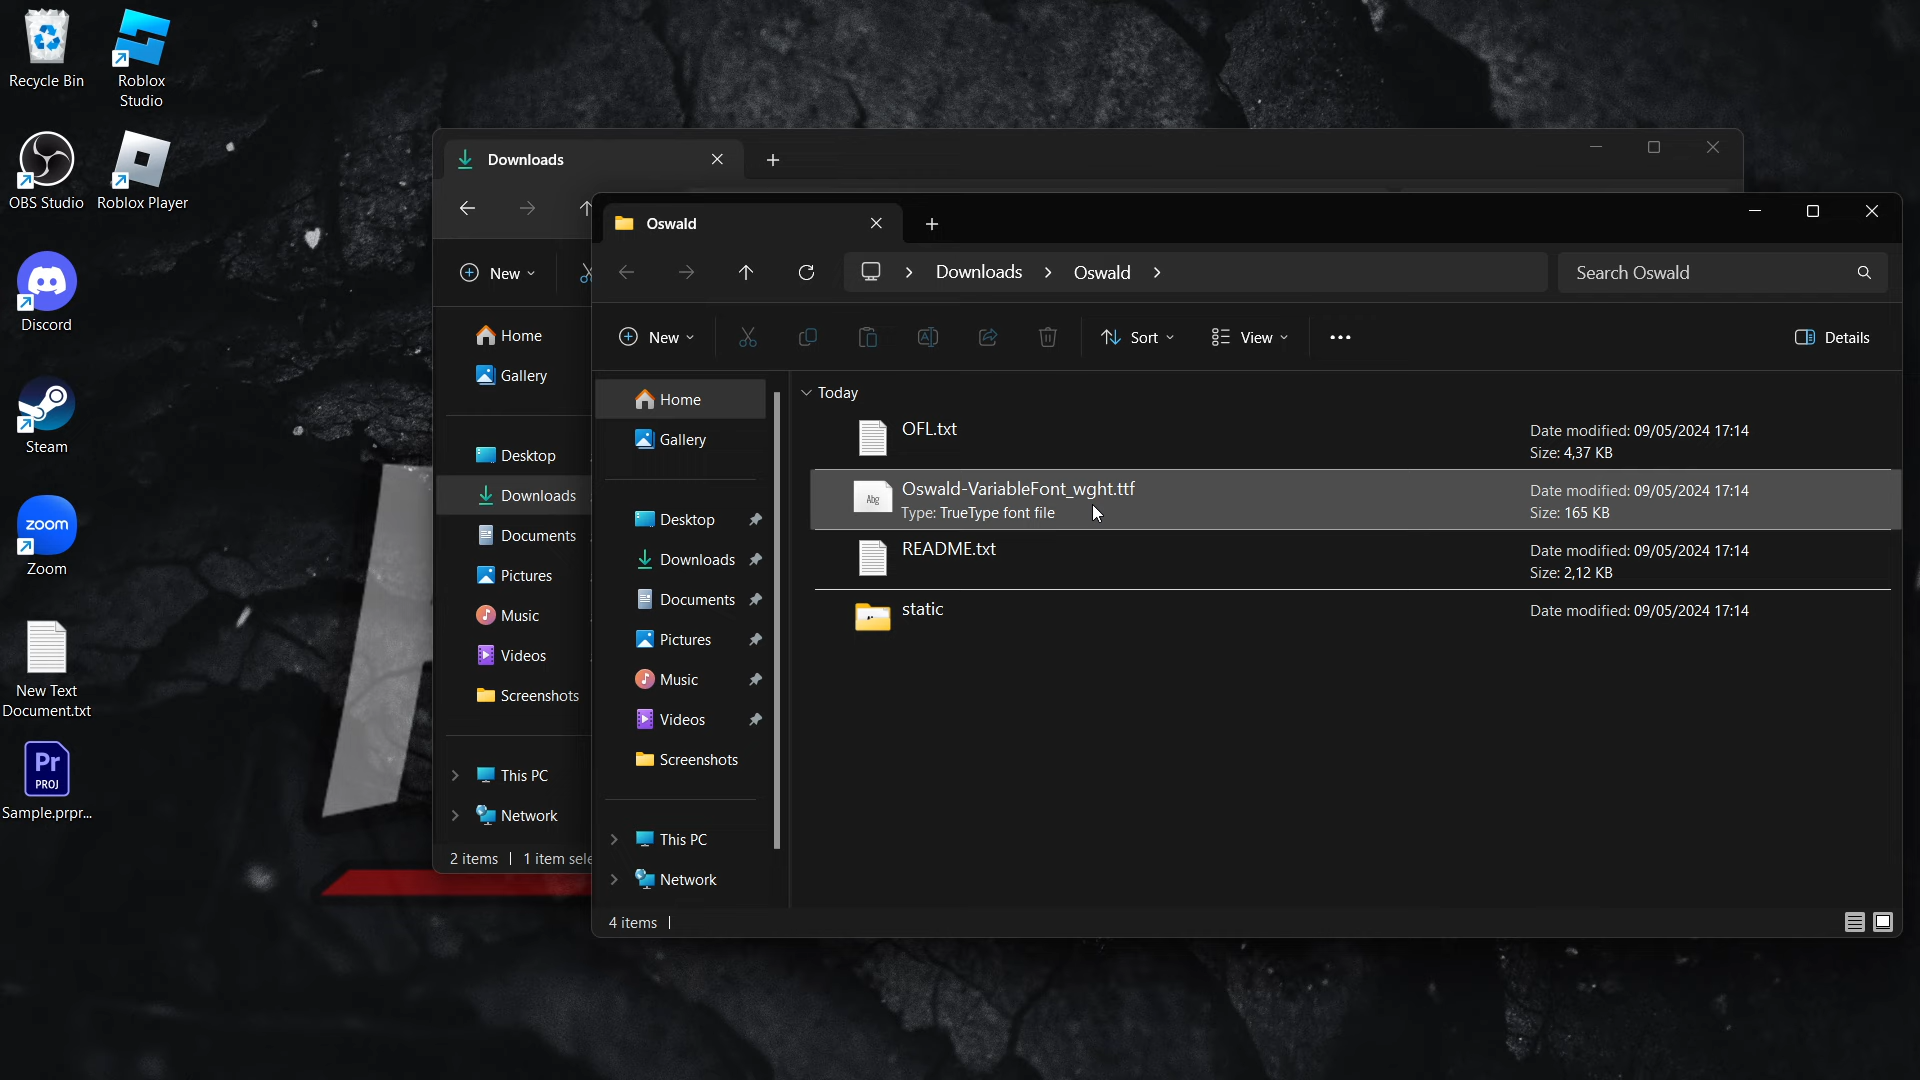 Recycle Bin
Roblox
Studio
OBS Studio
Roblox Player
Discord
Steam
zoom
Zoom
New Text
Document.txt
Pr
PROJ
Sample.prpr...
Downloads
New
Home
Gallery
Desktop
Downloads
Documents
Pictures
Music
Videos
Screenshots
This PC
Network
2 items
1 item sele
Oswald
Downloads
Oswald
Search Oswald
New
Sort
View
Details
Home
Gallery
Desktop
Downloads
Documents
Pictures
Music
Videos
Screenshots
This PC
Network
Today
OFL.txt
Date modified: 09/05/2024 17:14
Size: 4,37 KB
Abg
Oswald-VariableFont_wght.ttf
Type: TrueType font file
Date modified: 09/05/2024 17:14
Size: 165 KB
README.txt
Date modified: 09/05/2024 17:14
Size: 2,12 KB
static
Date modified: 09/05/2024 17:14
4 items